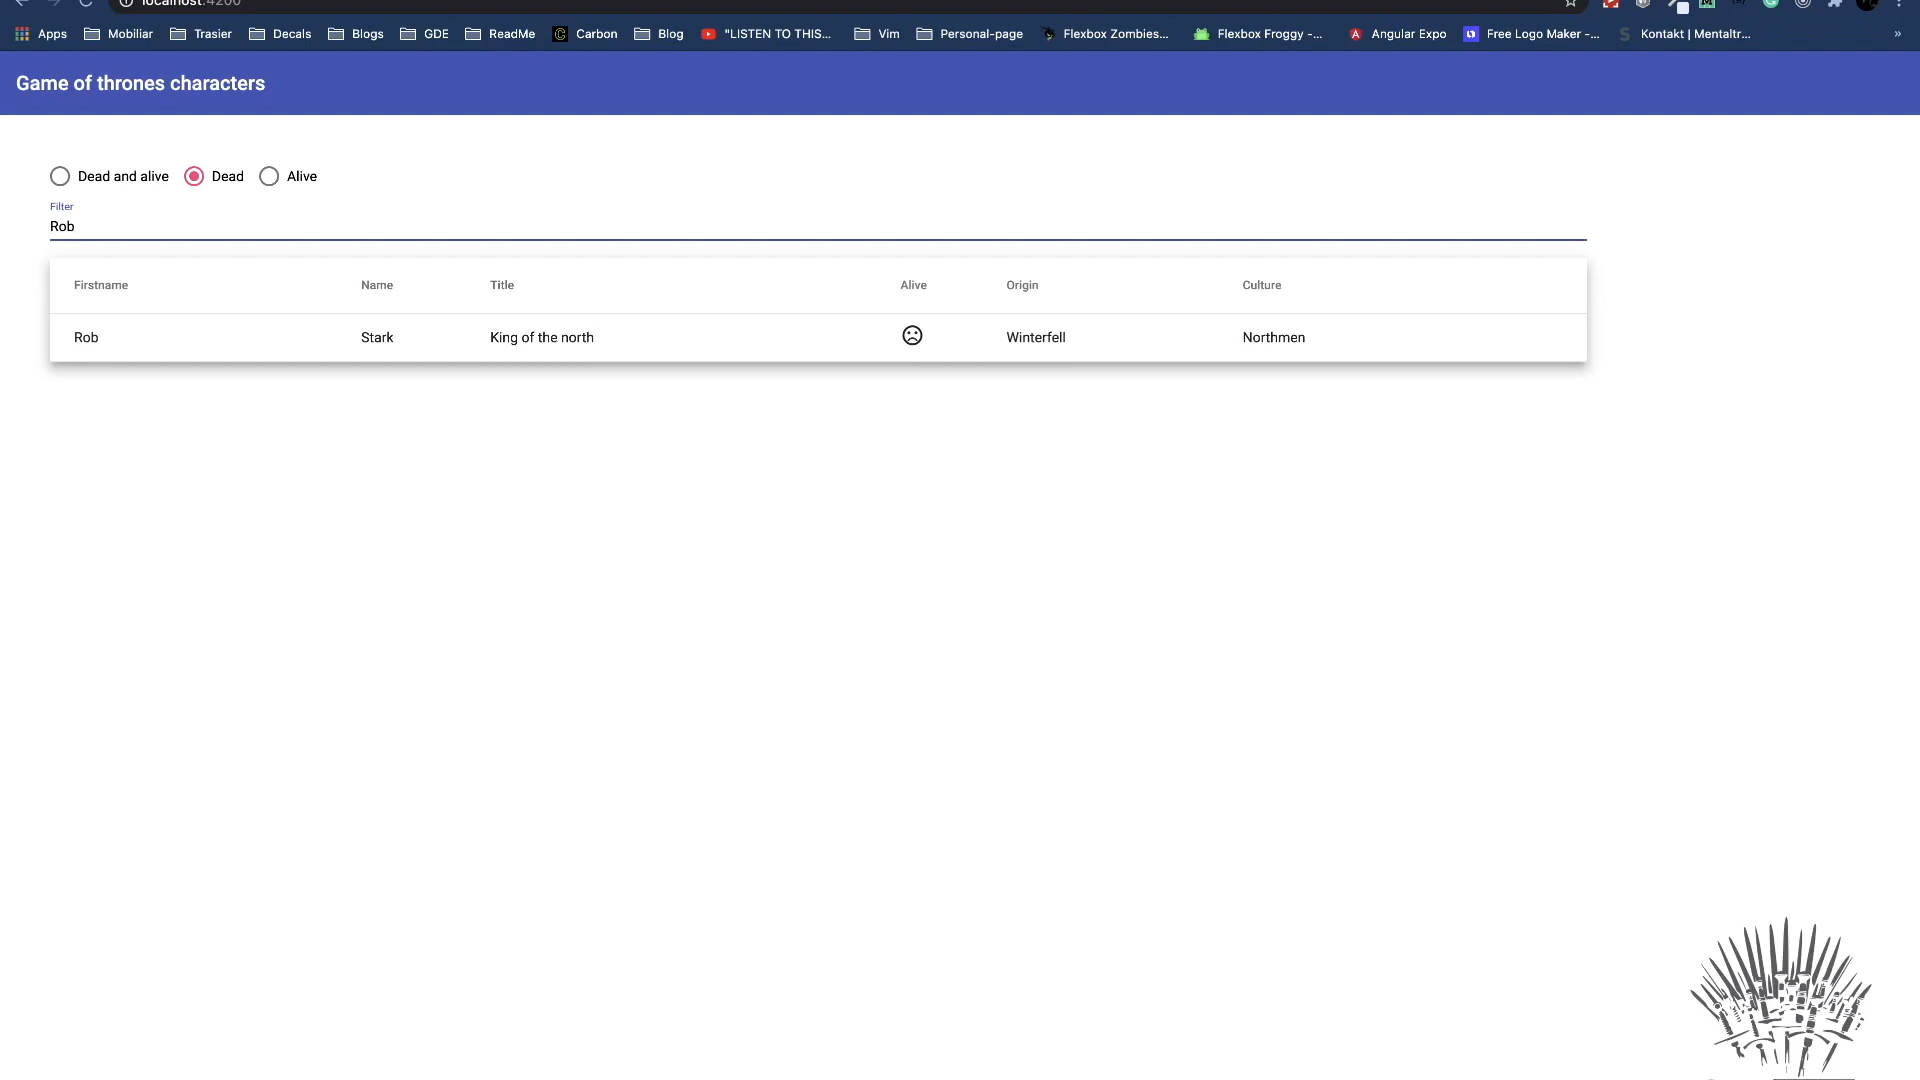 localhost:4200
Apps Mobiliar Trasier Decals Blogs GDE ReadMe Carbon Blog "LISTEN TO THIS... Vim Personal-page Flexbox Zombies... Flexbox Froggy -... Angular Expo Free Logo Maker -... Kontakt | Mentaltr... »
Game of thrones characters
Dead and alive Dead Alive
Filter
Rob
Firstname Name Title Alive Origin Culture
Rob Stark King of the north Winterfell Northmen